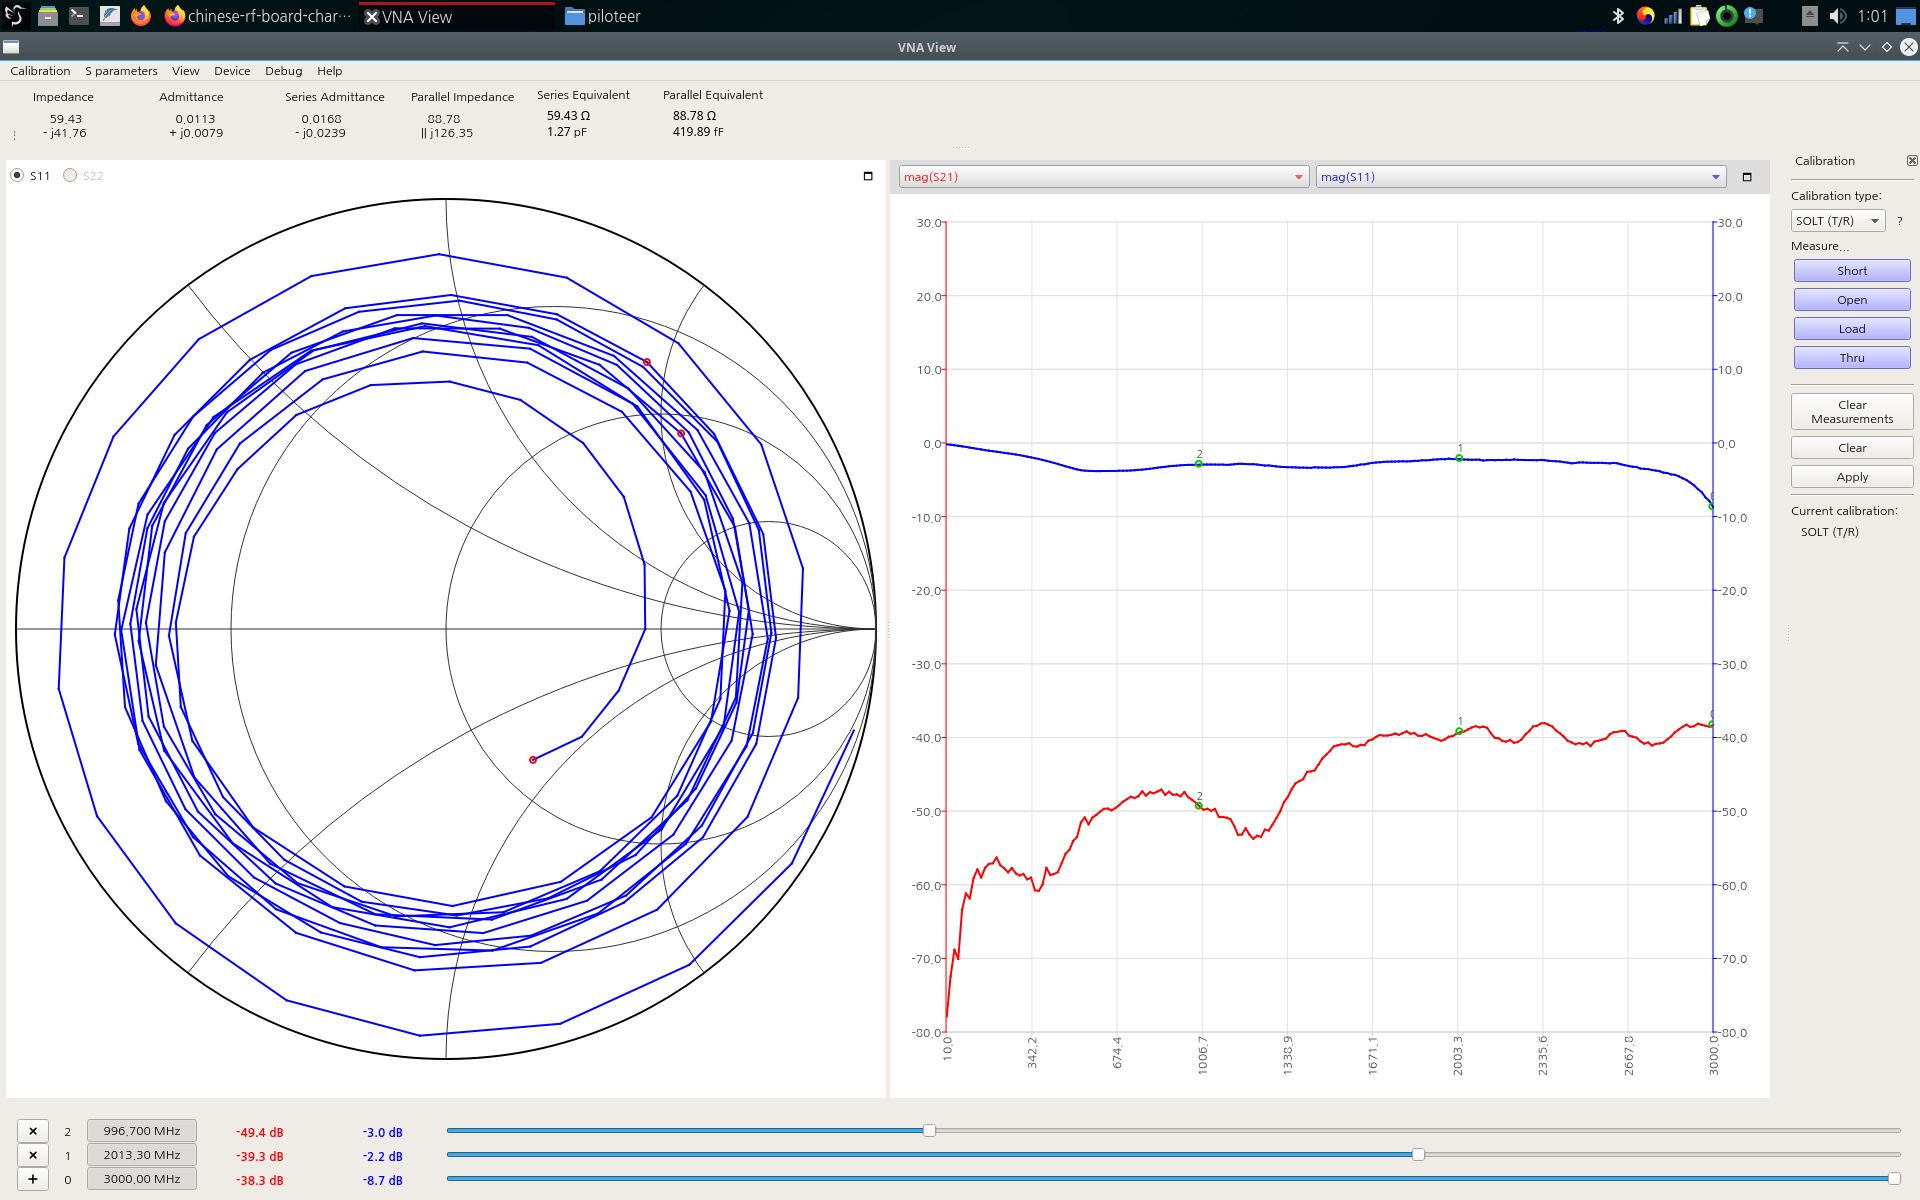 chinese-rf-board-char··· VNA View piloteer 1:01
VNA View
Calibration S parameters View Device Debug Help
Impedance Admittance Series Admittance Parallel Impedance Series Equivalent Parallel Equivalent
59.43 0.0113 0.0168 88.78 59.43 Ω 88.78 Ω
- j41.76 + j0.0079 - j0.0239 || j126.35 1.27 pF 419.89 fF
Calibration
S11 S22
mag(S21) mag(S11)
Calibration type:
SOLT (T/R) ?
Measure...
Short
Open
Load
Thru
Clear
Measurements
Clear
Apply
Current calibration:
SOLT (T/R)
30.0 30.0
20.0 20.0
10.0 10.0
0.0 0.0
-10.0 -10.0
-20.0 -20.0
-30.0 -30.0
-40.0 -40.0
-50.0 -50.0
-60.0 -60.0
-70.0 -70.0
-80.0 -80.0
2 1
1
2
10.0 342.2 674.4 1006.7 1338.9 1671.1 2003.3 2335.6 2667.8 3000.0
× 2 996.700 MHz -49.4 dB -3.0 dB
× 1 2013.30 MHz -39.3 dB -2.2 dB
+ 0 3000.00 MHz -38.3 dB -8.7 dB